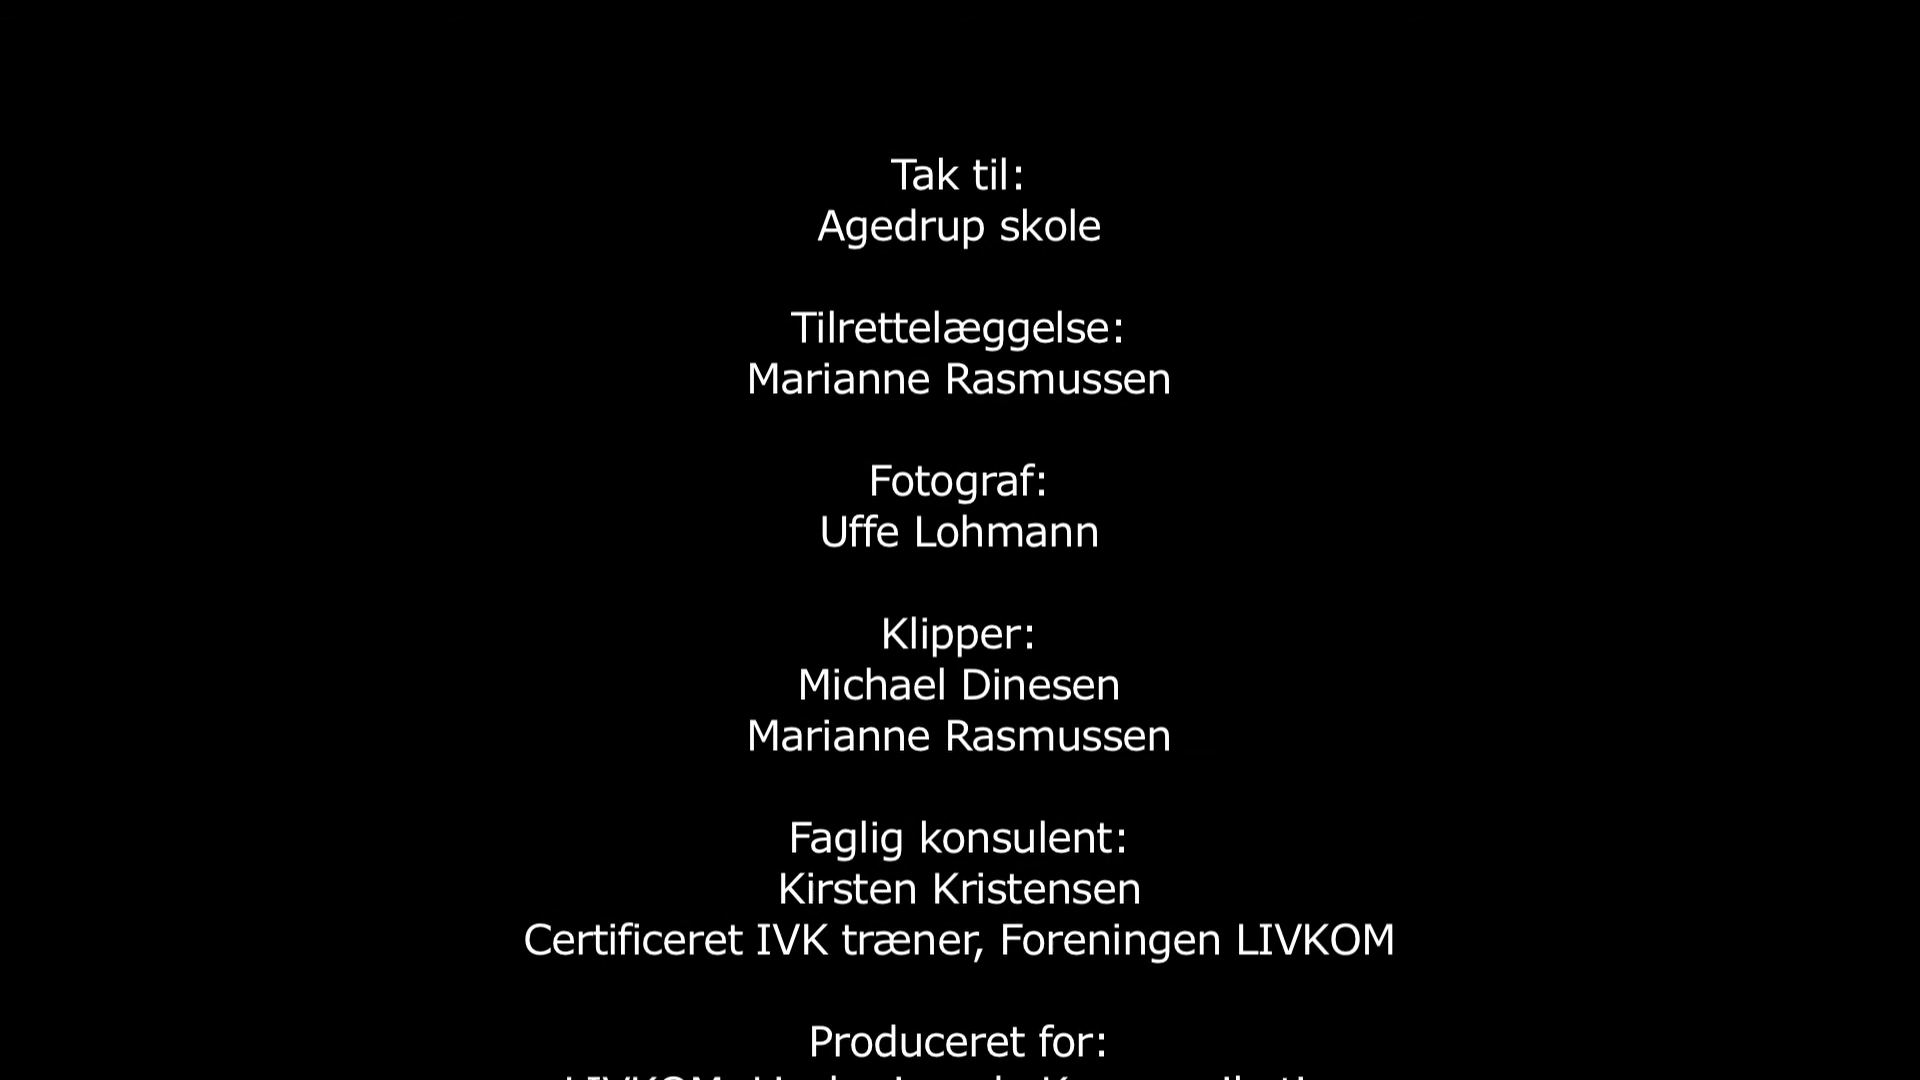 Tak til:
Agedrup skole
Tilrettelæggelse:
Marianne Rasmussen
Fotograf:
Uffe Lohmann
Klipper:
Michael Dinesen
Marianne Rasmussen
Faglig konsulent:
Kirsten Kristensen
Certificeret IVK træner, Foreningen LIVKOM
Produceret for: